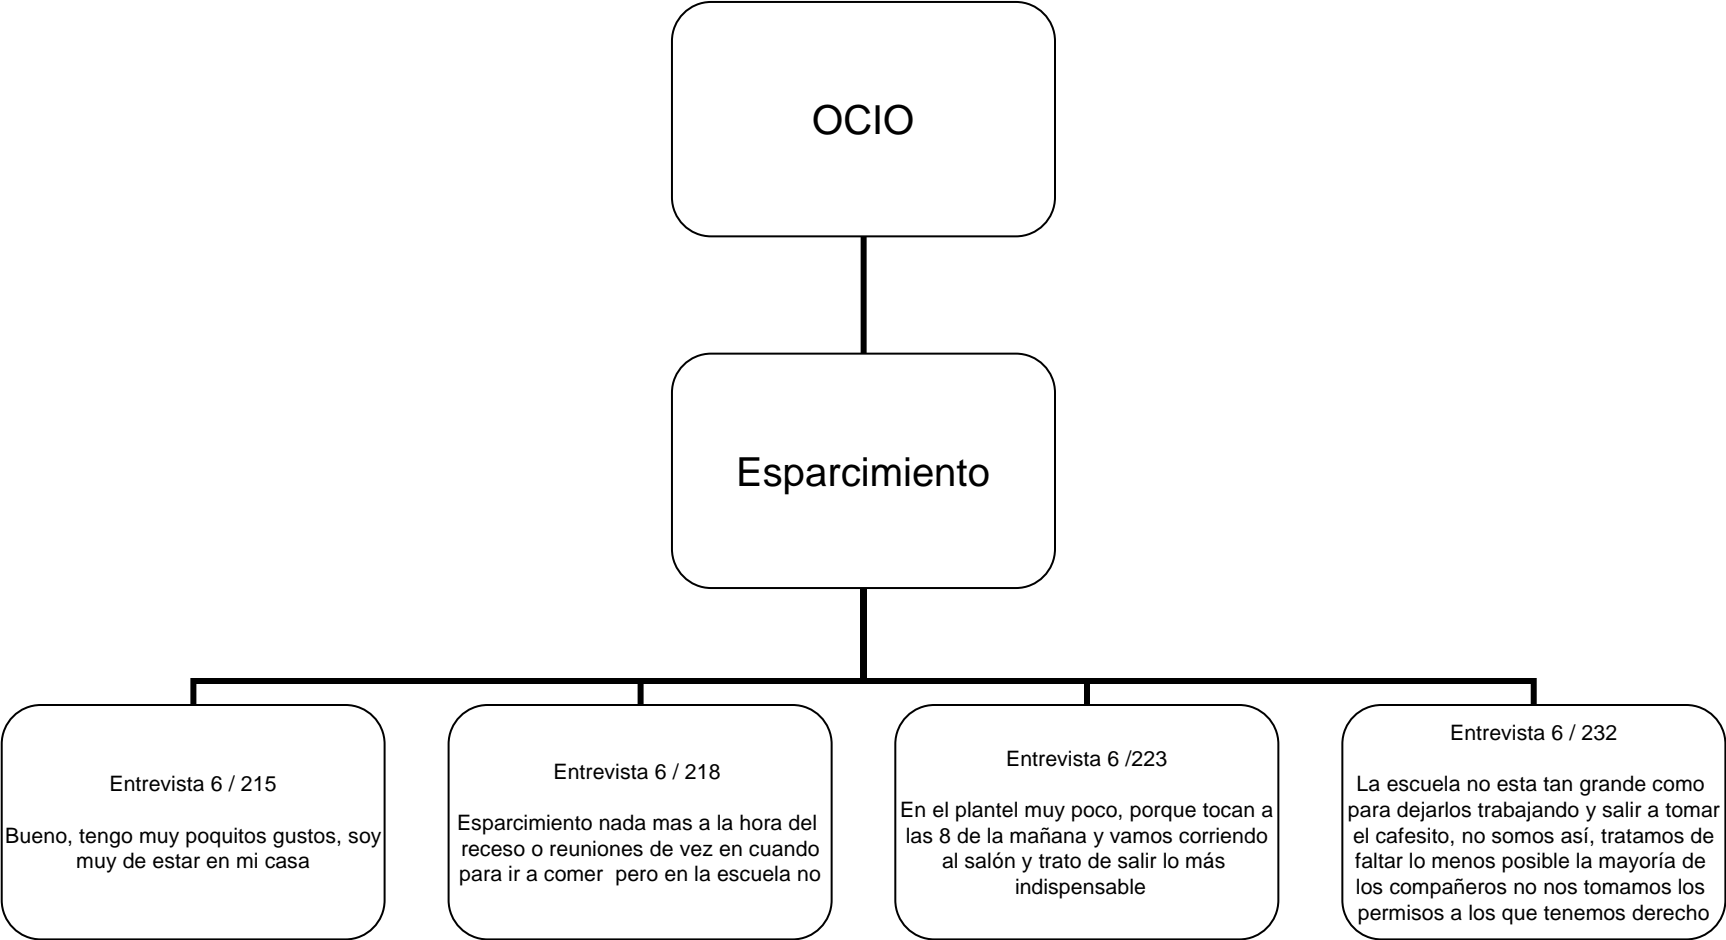 OCIO
Esparcimiento
Entrevista 6 / 215
Bueno, tengo muy poquitos gustos, soy
muy de estar en mi casa
Entrevista 6 / 218
Esparcimiento nada mas a la hora del
receso o reuniones de vez en cuando
para ir a comer  pero en la escuela no
Entrevista 6 /223
En el plantel muy poco, porque tocan a
las 8 de la mañana y vamos corriendo
al salón y trato de salir lo más
indispensable
Entrevista 6 / 232
La escuela no esta tan grande como
para dejarlos trabajando y salir a tomar
el cafesito, no somos así, tratamos de
faltar lo menos posible la mayoría de
los compañeros no nos tomamos los
permisos a los que tenemos derecho